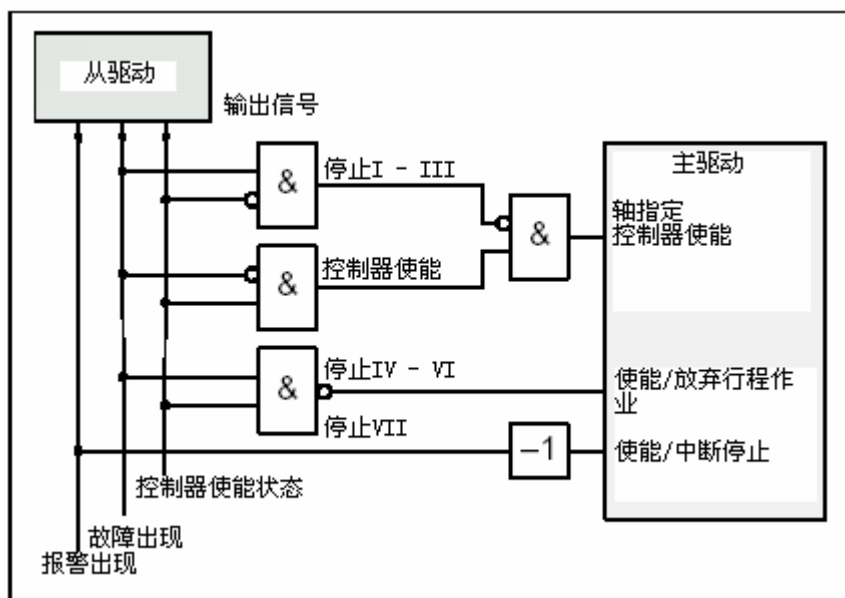 从驱动
输出信号
&
停止I - III
主驱动
轴指定
控制器使能
&
&
控制器使能
&
停止IV - VI
使能/放弃行程作
业
停止VII
–1
使能/中断停止
控制器使能状态
故障出现
报警出现